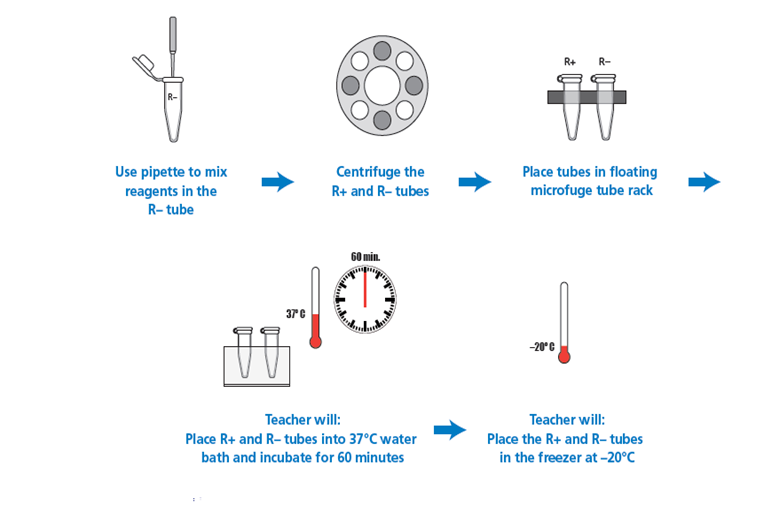 R–
R+ R–
Use pipette to mix
reagents in the
R– tube
Centrifuge the
R+ and R– tubes
Place tubes in floating
microfuge tube rack
60 min.
37° C
–20° C
Teacher will:
Place R+ and R– tubes into 37°C water
bath and incubate for 60 minutes
Teacher will:
Place the R+ and R– tubes
in the freezer at –20°C